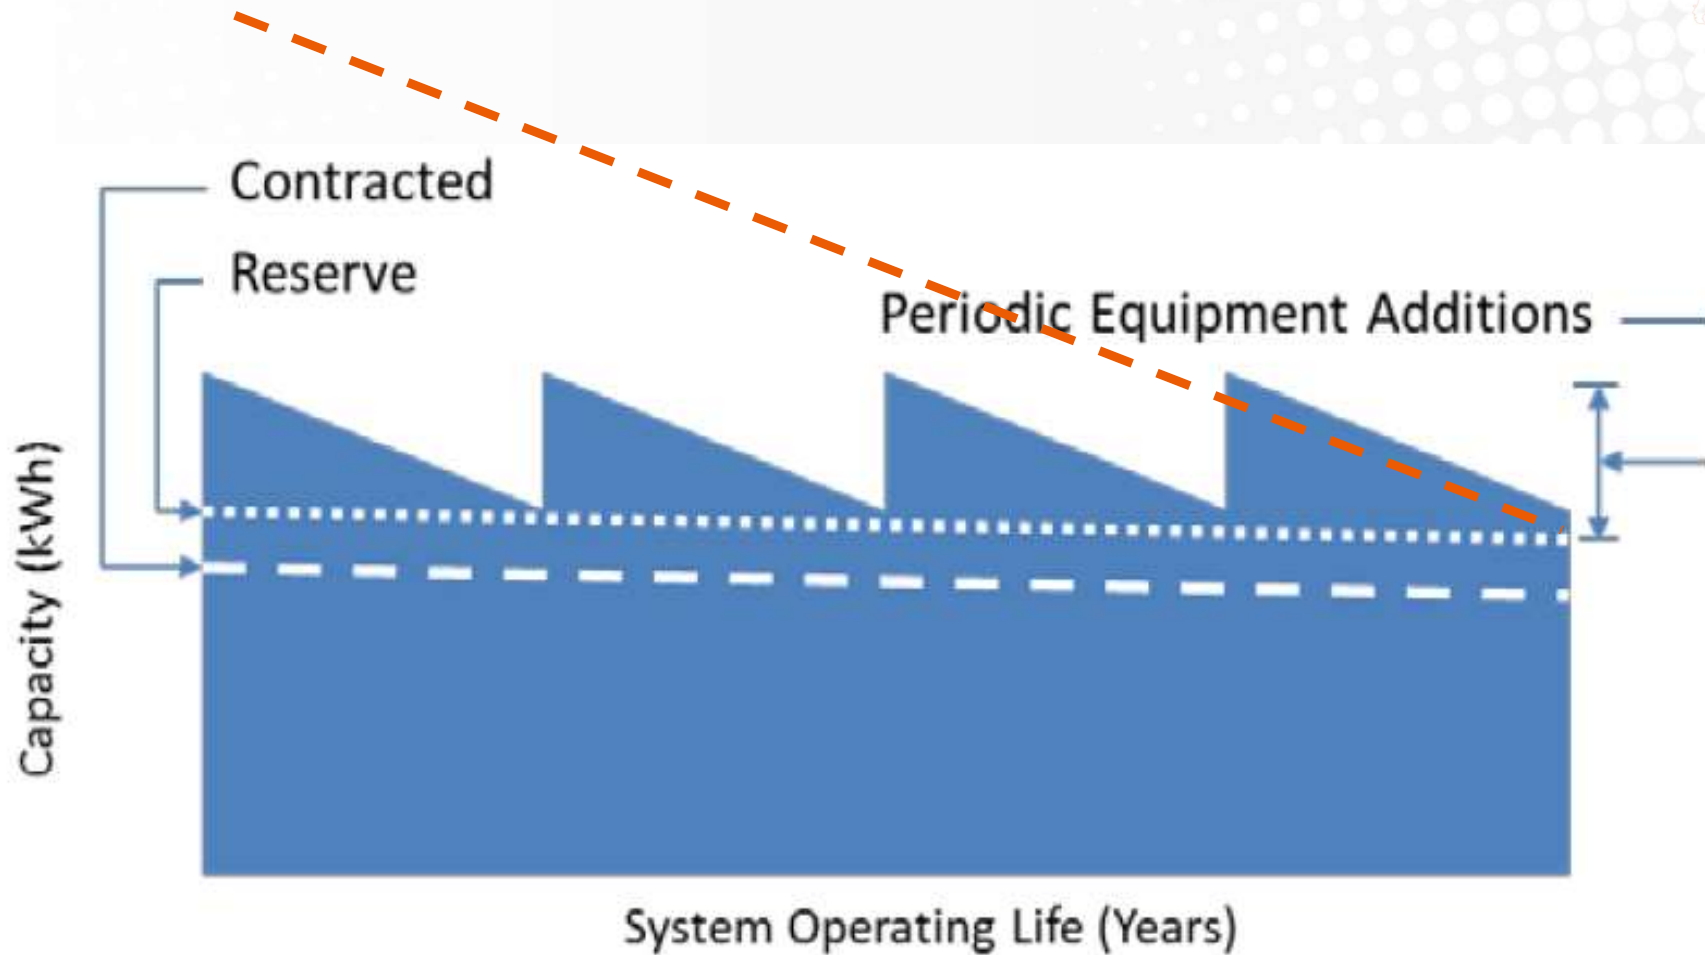 Contracted
Reserve
Periodic Equipment Additions
Capacity (kWh)
System Operating Life (Years)